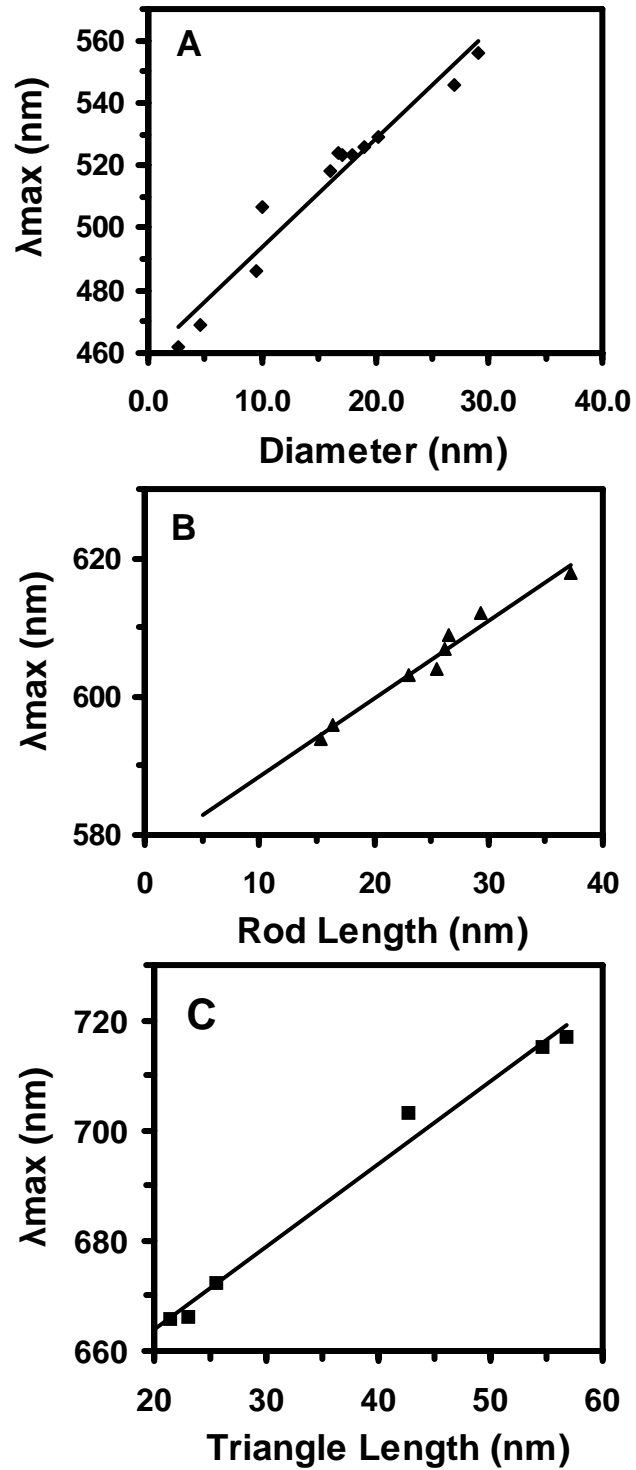 A
λmax (nm)
560
540
520
500
480
460
0.0 10.0 20.0 30.0 40.0
Diameter (nm)
B
λmax (nm)
620
600
580
0 10 20 30 40
Rod Length (nm)
C
λmax (nm)
720
700
680
660
20 30 40 50 60
Triangle Length (nm)